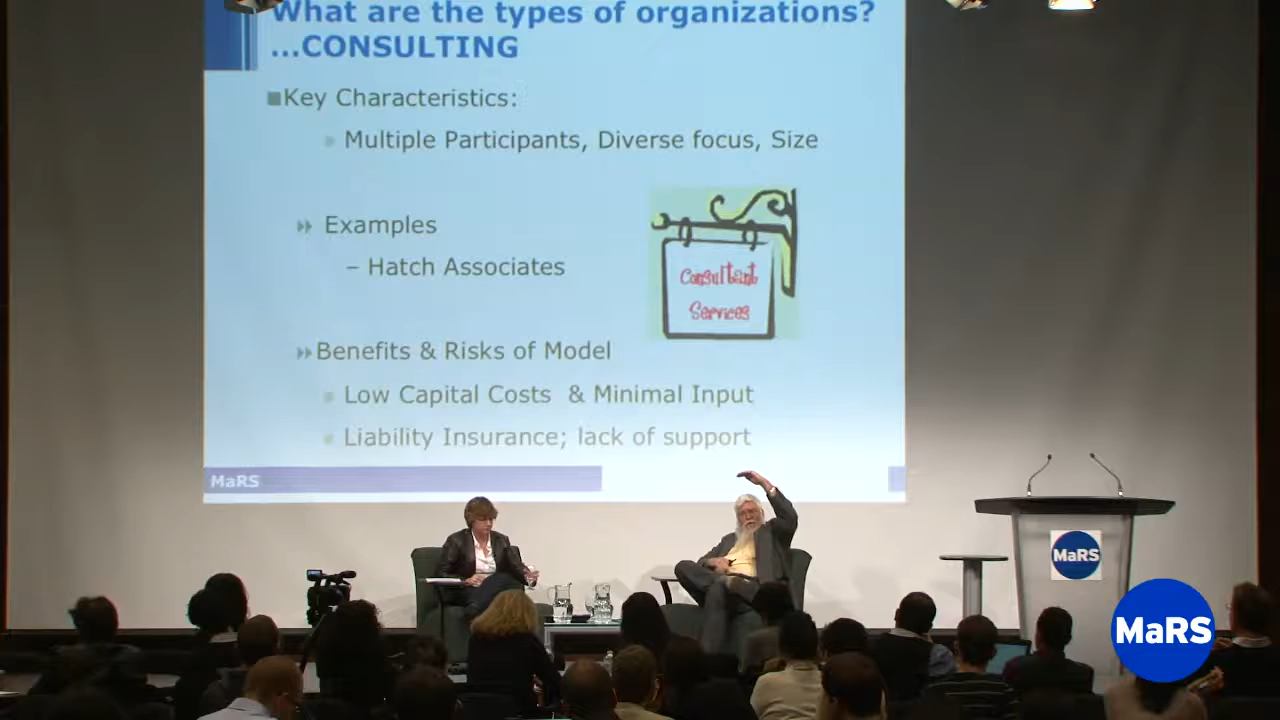 What are the types of organizations?
...CONSULTING
Key Characteristics:
Multiple Participants, Diverse focus, Size
Examples
– Hatch Associates
Consultant
Services
Benefits & Risks of Model
Low Capital Costs & Minimal Input
Liability Insurance; lack of support
MaRS
MaRS
MaRS